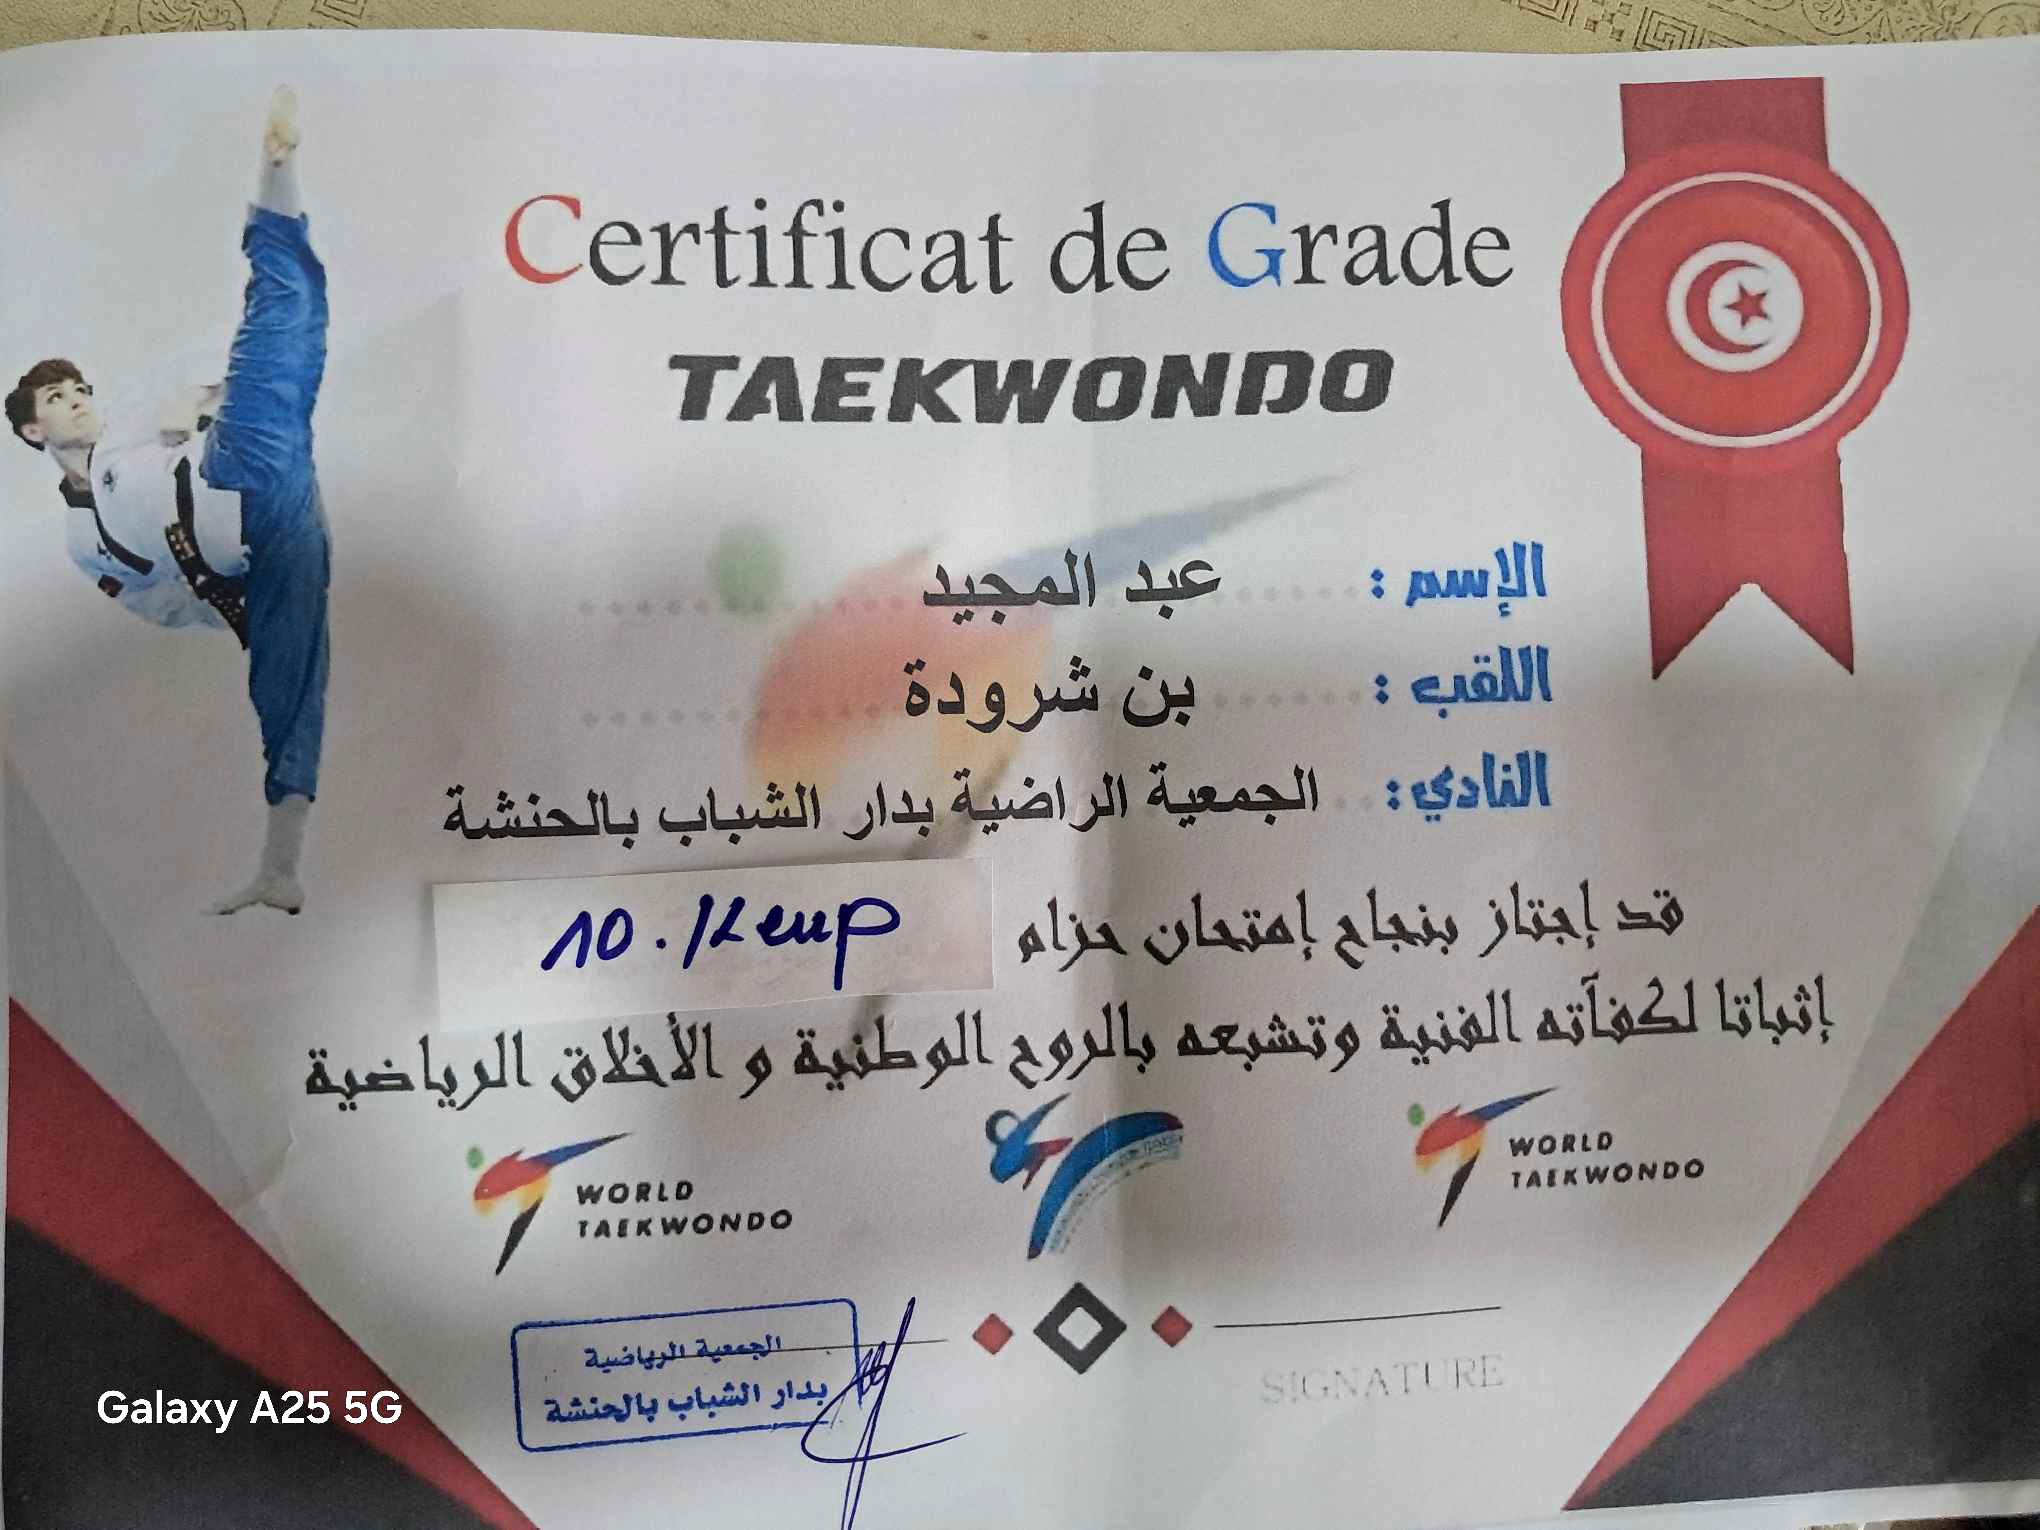 Certificat de Grade
TAEKWONDO
الإسم : عبد المجيد
اللقب : بن شرودة
النادي : الجمعية الراضية بدار الشباب بالحنشة
قد إجتاز بنجاح إمتحان حزام 10. Keup
إثباتا لكفآته الفنية وتشبعه بالروح الوطنية و الأخلاق الرياضية
WORLD TAEKWONDO
WORLD TAEKWONDO
الجمعية الرياضية
بدار الشباب بالحنشة
SIGNATURE
Galaxy A25 5G